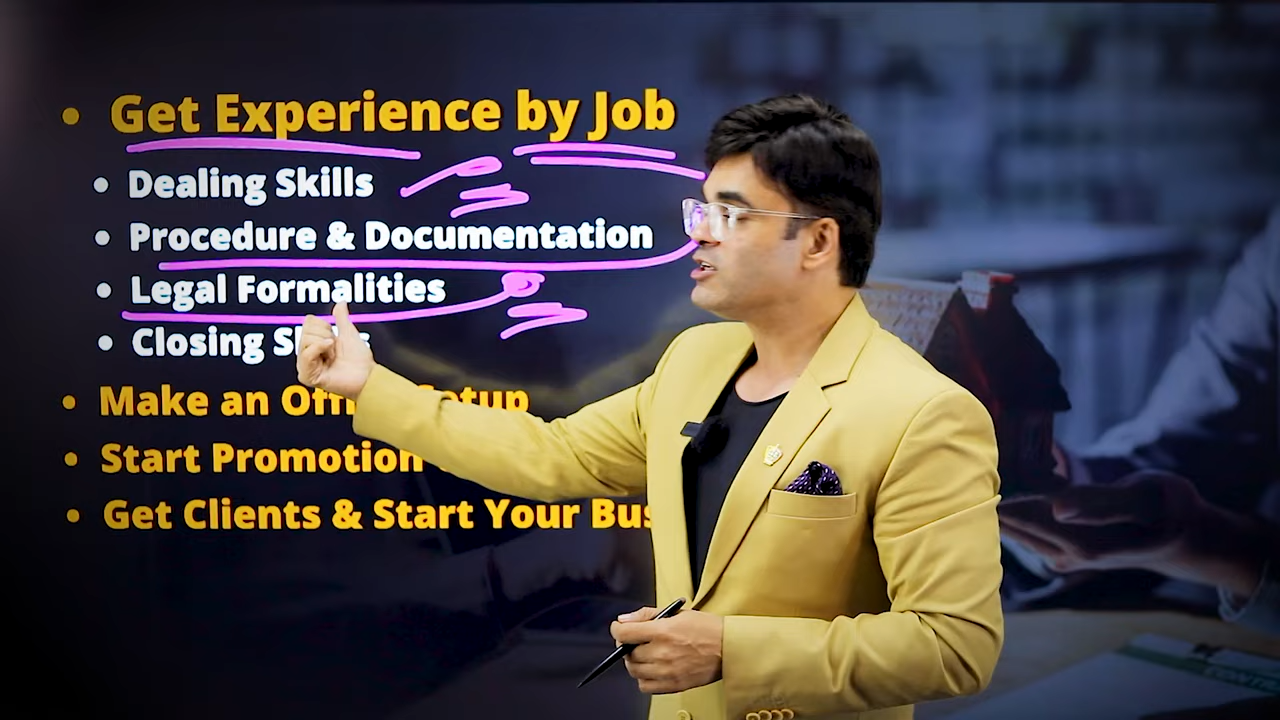 • Get Experience by Job
• Dealing Skills
• Procedure & Documentation
• Legal Formalities
• Closing
• Make an
• Start Promotion
• Get Clients & Start Your